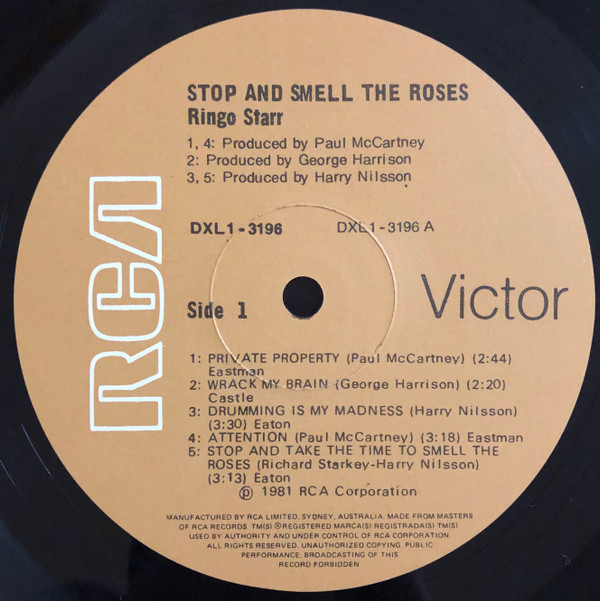 STOP AND SMELL THE ROSES
Ringo Starr
1, 4: Produced by Paul McCartney
2: Produced by George Harrison
3, 5: Produced by Harry Nilsson
DXL1-3196 DXL1-3196 A
RCA
Victor
Side 1
1: PRIVATE PROPERTY (Paul McCartney) (2:44)
Eastman
2: WRACK MY BRAIN (George Harrison) (2:20)
Castle
3: DRUMMING IS MY MADNESS (Harry Nilsson)
(3:30) Eaton
4: ATTENTION (Paul McCartney) (3:18) Eastman
5: STOP AND TAKE THE TIME TO SMELL THE
ROSES (Richard Starkey-Harry Nilsson)
(3:13) Eaton
℗ 1981 RCA Corporation
MANUFACTURED BY RCA LIMITED, SYDNEY, AUSTRALIA. MADE FROM MASTERS
OF RCA RECORDS. TM(S) ® REGISTERED MARCA(S) REGISTRADA(S) TM(S)
USED BY AUTHORITY AND UNDER CONTROL OF RCA CORPORATION.
ALL RIGHTS RESERVED. UNAUTHORIZED COPYING. PUBLIC
PERFORMANCE, BROADCASTING OF THIS
RECORD FORBIDDEN.